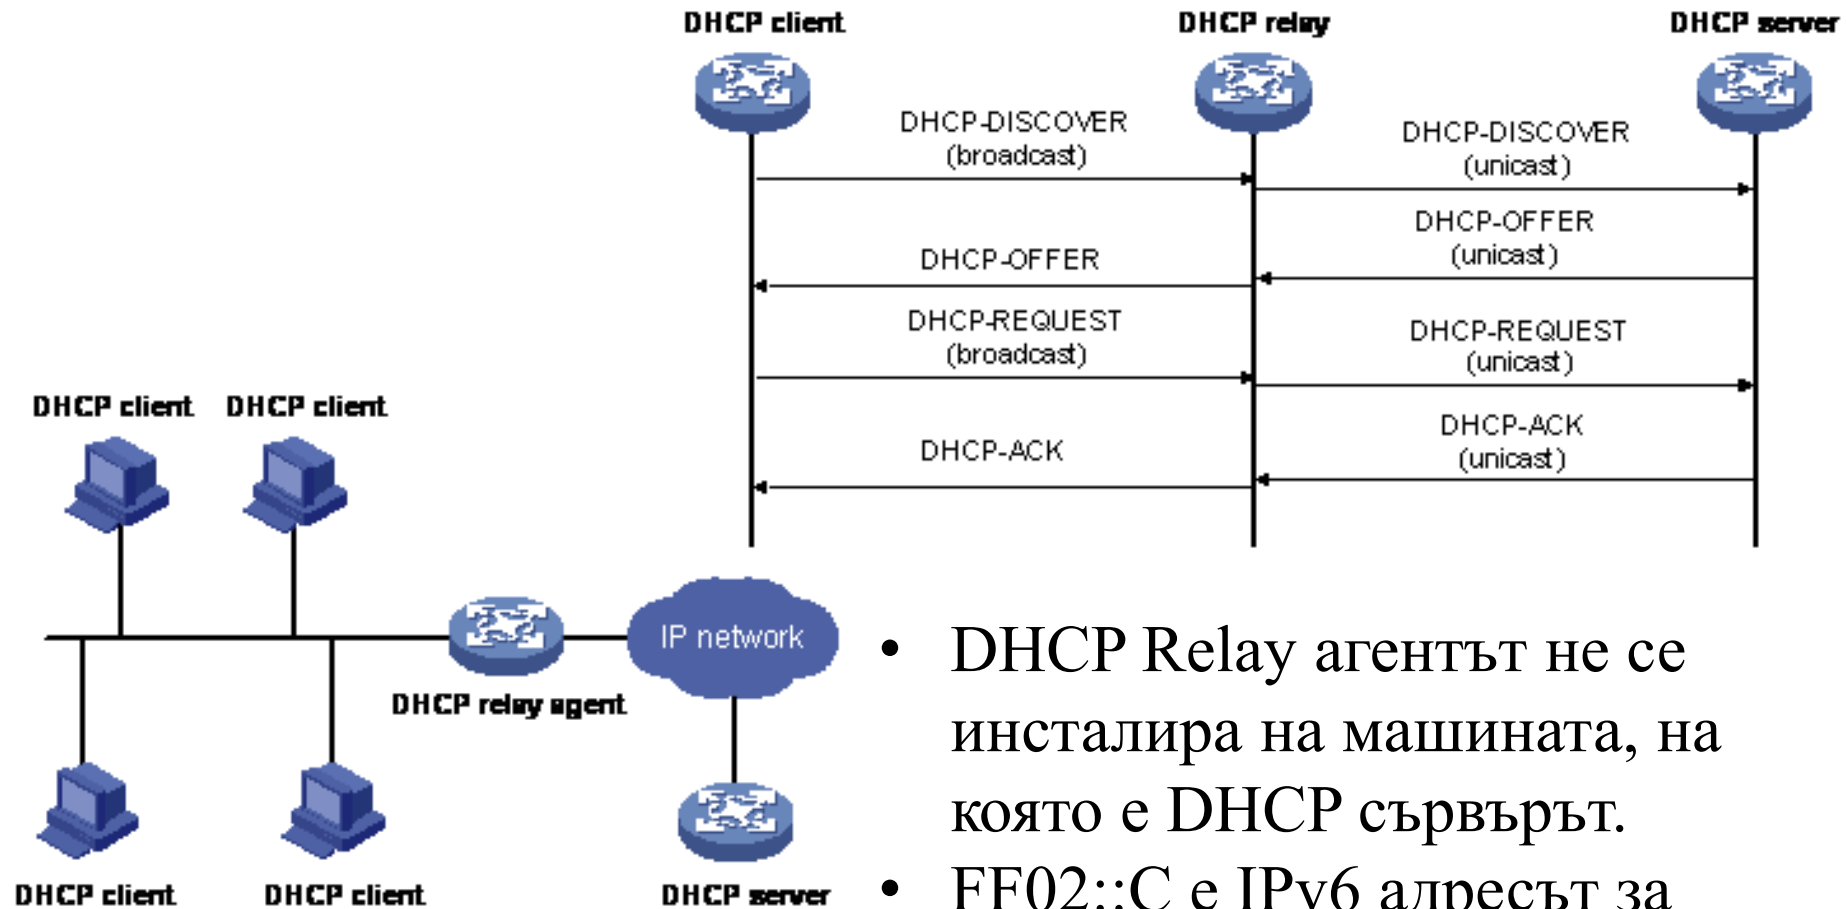 DHCP client
DHCP relay
DHCP server
DHCP-DISCOVER
(broadcast)
DHCP-DISCOVER
(unicast)
DHCP-OFFER
(unicast)
DHCP-OFFER
DHCP-REQUEST
(broadcast)
DHCP-REQUEST
(unicast)
DHCP-ACK
(unicast)
DHCP-ACK
DHCP client
DHCP client
IP network
DHCP relay agent
DHCP client
DHCP client
DHCP server
• DHCP Relay агентът не се
инсталира на машината, на
която е DHCP сървърът.
• FF02::C е IPv6 адресът за